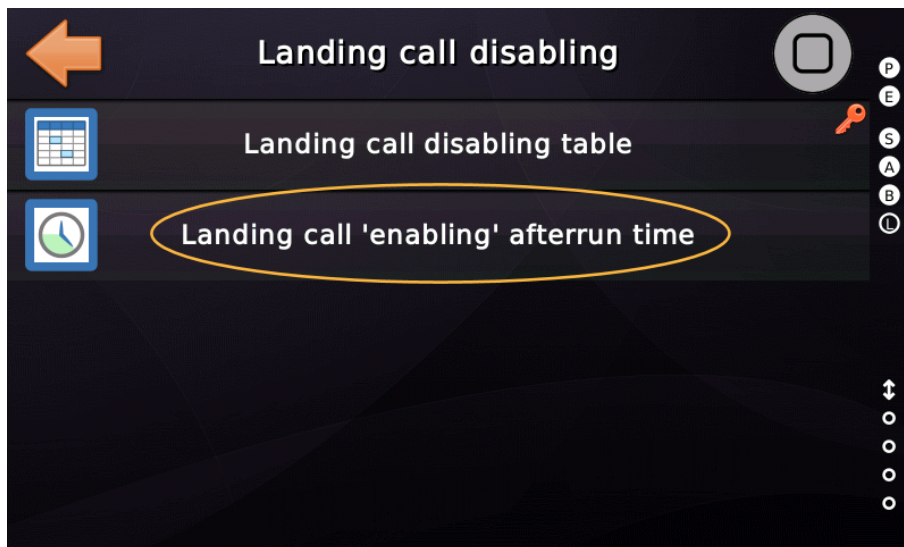 Landing call disabling
Landing call disabling table
Landing call 'enabling' afterrun time
P
E
S
A
B
L